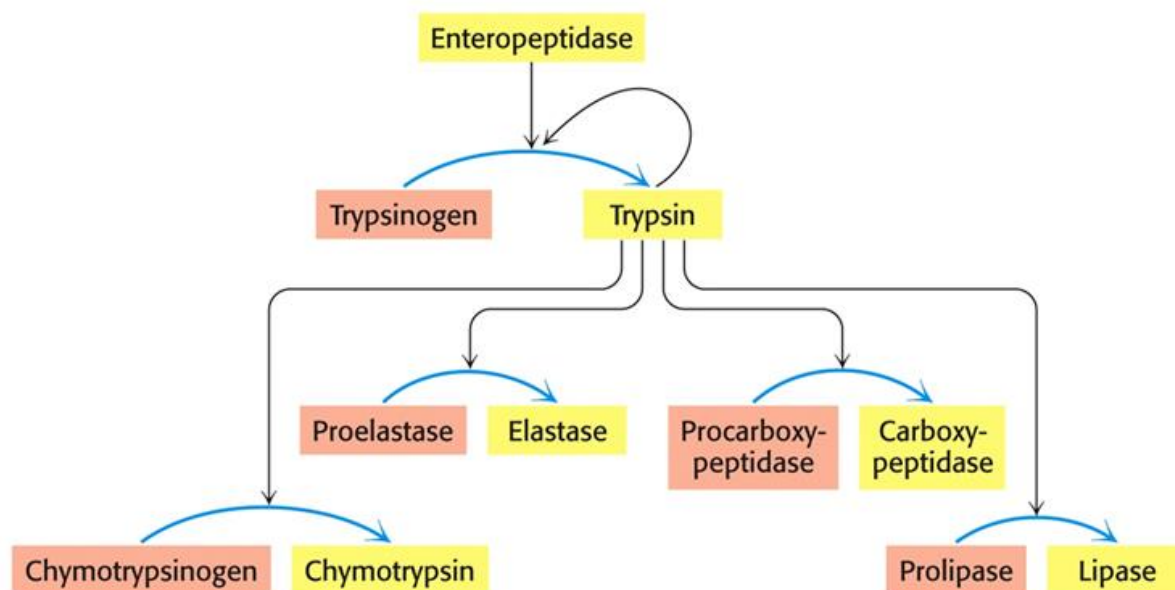 Enteropeptidase
Trypsinogen
Trypsin
Proelastase
Elastase
Procarboxy-
peptidase
Carboxy-
peptidase
Chymotrypsinogen
Chymotrypsin
Prolipase
Lipase